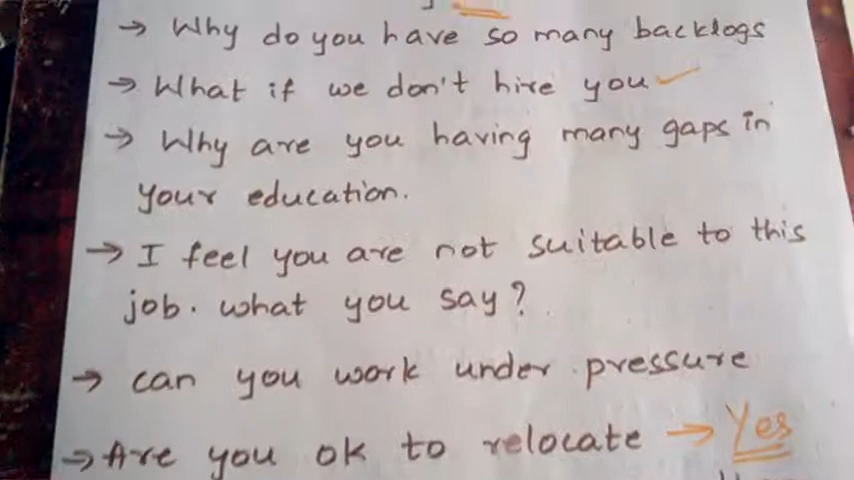 → Why do you have so many backlogs
→ What if we don't hire you ✓
→ Why are you having many gaps in
your education.
→ I feel you are not suitable to this
job. what you say?
→ can you work under pressure
→ Are you ok to relocate → Yes